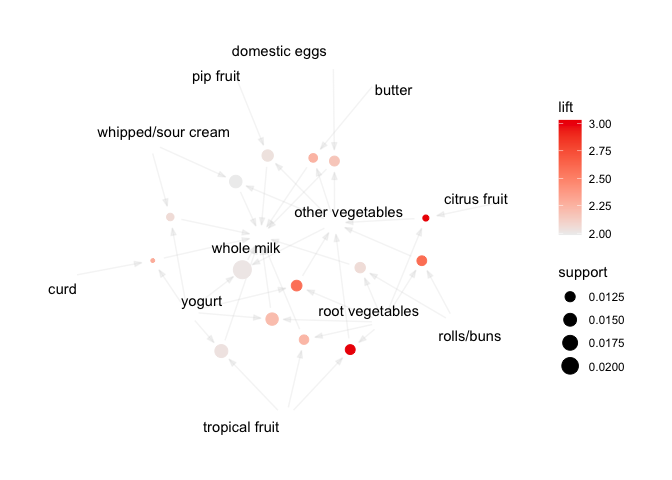 domestic eggs
pip fruit
butter
whipped/sour cream
citrus fruit
other vegetables
whole milk
curd
yogurt
root vegetables
rolls/buns
tropical fruit
lift
3.00
2.75
2.50
2.25
2.00
support
0.0125
0.0150
0.0175
0.0200